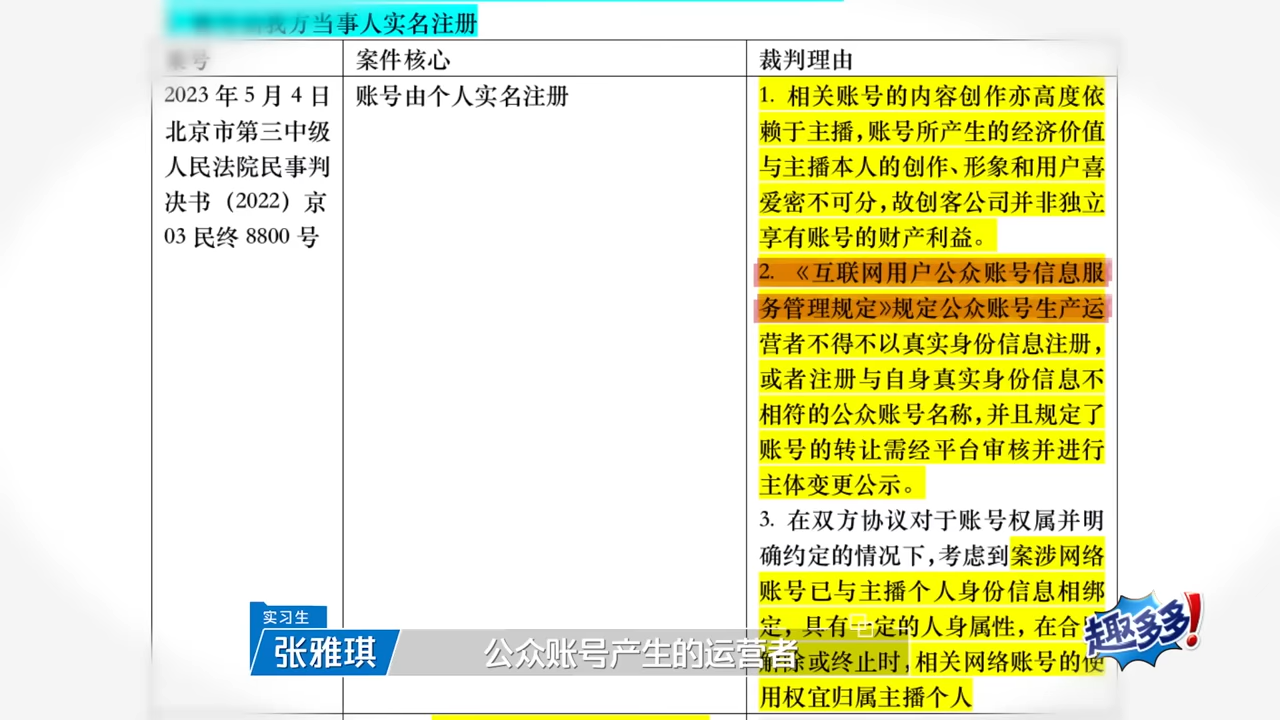 我方当事人实名注册
案号 案件核心 裁判理由
2023 年 5 月 4 日
北京市第三中级
人民法院民事判
决书（2022）京
03 民终 8800 号
账号由个人实名注册
1. 相关账号的内容创作亦高度依
赖于主播，账号所产生的经济价值
与主播本人的创作、形象和用户喜
爱密不可分，故创客公司并非独立
享有账号的财产利益。
2. 《互联网用户公众账号信息服
务管理规定》规定公众账号生产运
营者不得不以真实身份信息注册，
或者注册与自身真实身份信息不
相符的公众账号名称，并且规定了
账号的转让需经平台审核并进行
主体变更公示。
3. 在双方协议对于账号权属并明
确约定的情况下，考虑到案涉网络
账号已与主播个人身份信息相绑
定，具有一定的人身属性，在合
解除或终止时，相关网络账号的使
用权宜归属主播个人
实习生
张雅琪
公众账号产生的运营者
趣多多！